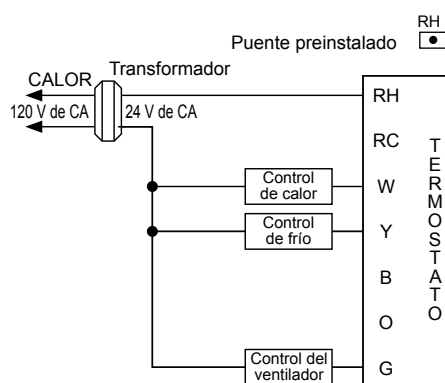 RH
Puente preinstalado
Transformador
CALOR
120 V de CA
24 V de CA
RH
RC
Control de calor
W
Control de frío
Y
B
O
Control del ventilador
G
TERMOSTATO